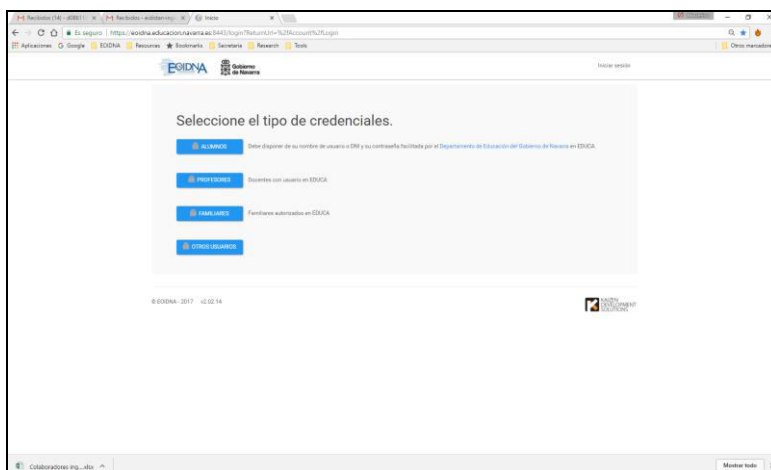 Recibidos (14) - d0861
Recibidos - eoidsten
Inicio
Es seguro
https://eoidna.educacion.navarra.es:8443/login?ReturnUrl=%2fAccount%2fLogin
Aplicaciones Google EOIDNA Resources Bookmarks Secretaria Research Tools
Otros marcadores
EOIDNA Gobierno de Navarra
Iniciar sesión
Seleccione el tipo de credenciales.
ALUMNOS Debe disponer de su nombre de usuario o DNI y su contraseña facilitada por el Departamento de Educación del Gobierno de Navarra en EDUCA
PROFESORES Docentes con usuario en EDUCA
FAMILIARES Familiares autorizados en EDUCA
OTROS USUARIOS
© EOIDNA - 2017 v2.02.14
KAIZEN DEVELOPMENT SOLUTIONS
Colaboradores ing....xlsx
Mostrar todo